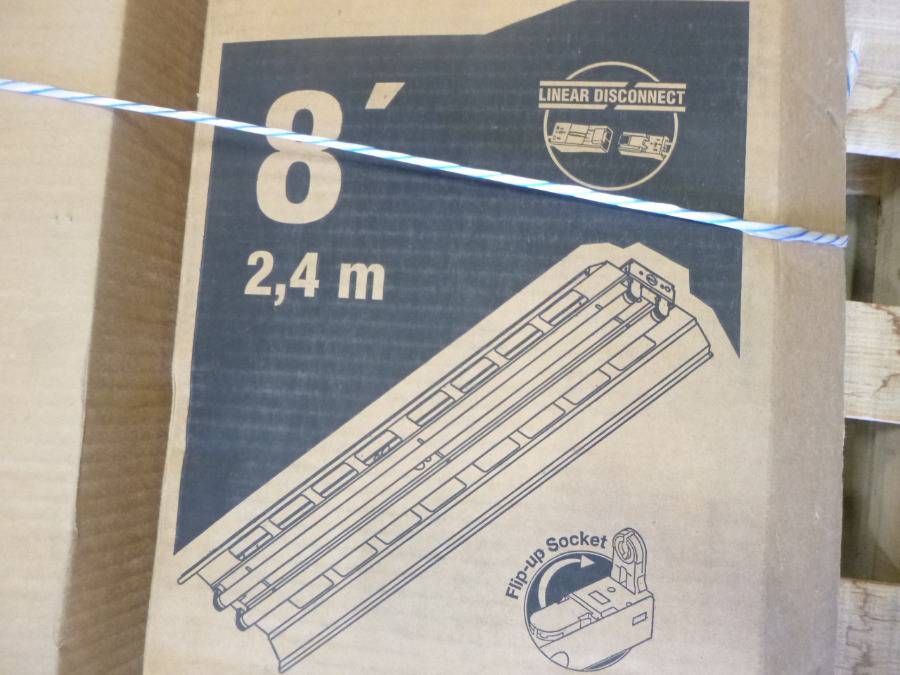 8′
LINEAR DISCONNECT
2,4 m
Flip-up Socket